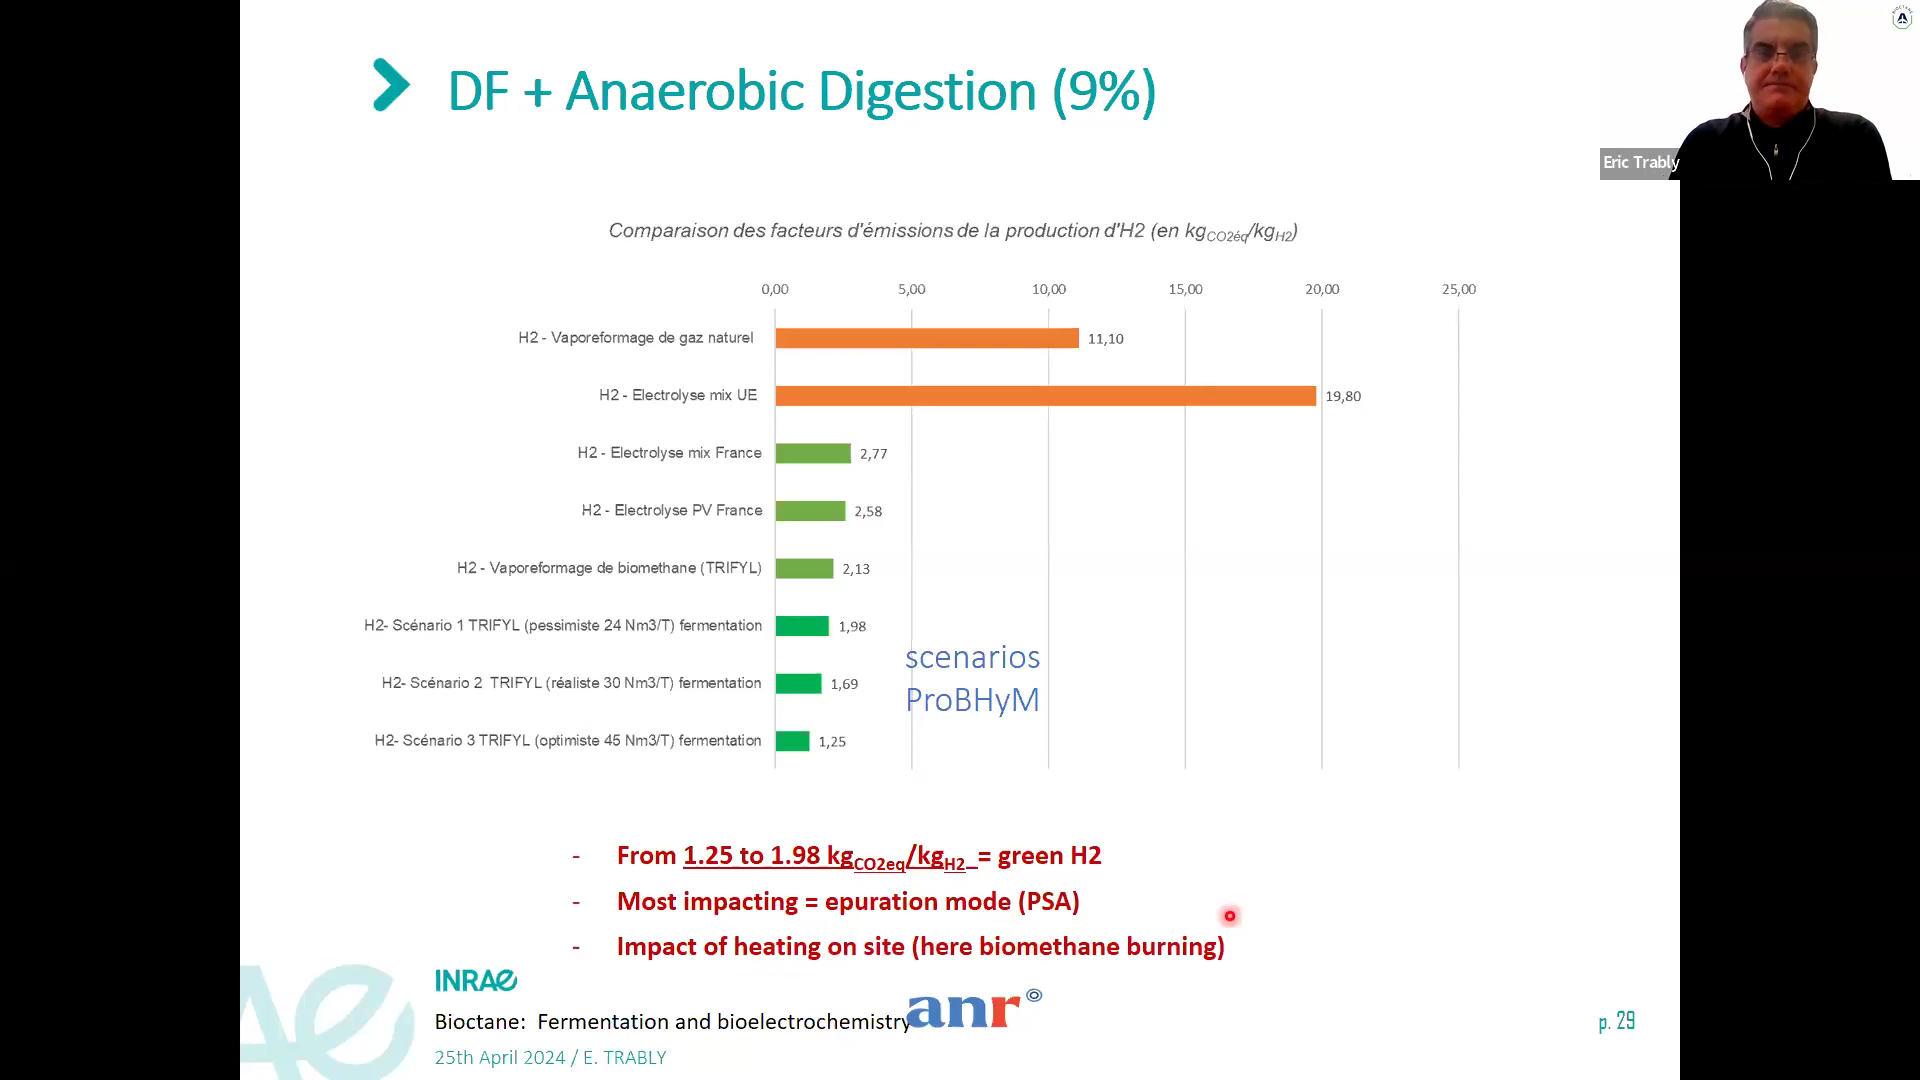 DF + Anaerobic Digestion (9%)
Eric Trably
Comparaison des facteurs d'émissions de la production d'H2 (en kgCO2éq/kgH2)
0,00 5,00 10,00 15,00 20,00 25,00
H2 - Vaporeformage de gaz naturel 11,10
H2 - Electrolyse mix UE 19,80
H2 - Electrolyse mix France 2,77
H2 - Electrolyse PV France 2,58
H2 - Vaporeformage de biomethane (TRIFYL) 2,13
H2- Scénario 1 TRIFYL (pessimiste 24 Nm3/T) fermentation 1,98
H2- Scénario 2 TRIFYL (réaliste 30 Nm3/T) fermentation 1,69
H2- Scénario 3 TRIFYL (optimiste 45 Nm3/T) fermentation 1,25
scenarios
ProBHyM
- From 1.25 to 1.98 kgCO2eq/kgH2 = green H2
- Most impacting = epuration mode (PSA)
- Impact of heating on site (here biomethane burning)
INRAE
anr
Bioctane: Fermentation and bioelectrochemistry
25th April 2024 / E. TRABLY
p. 29